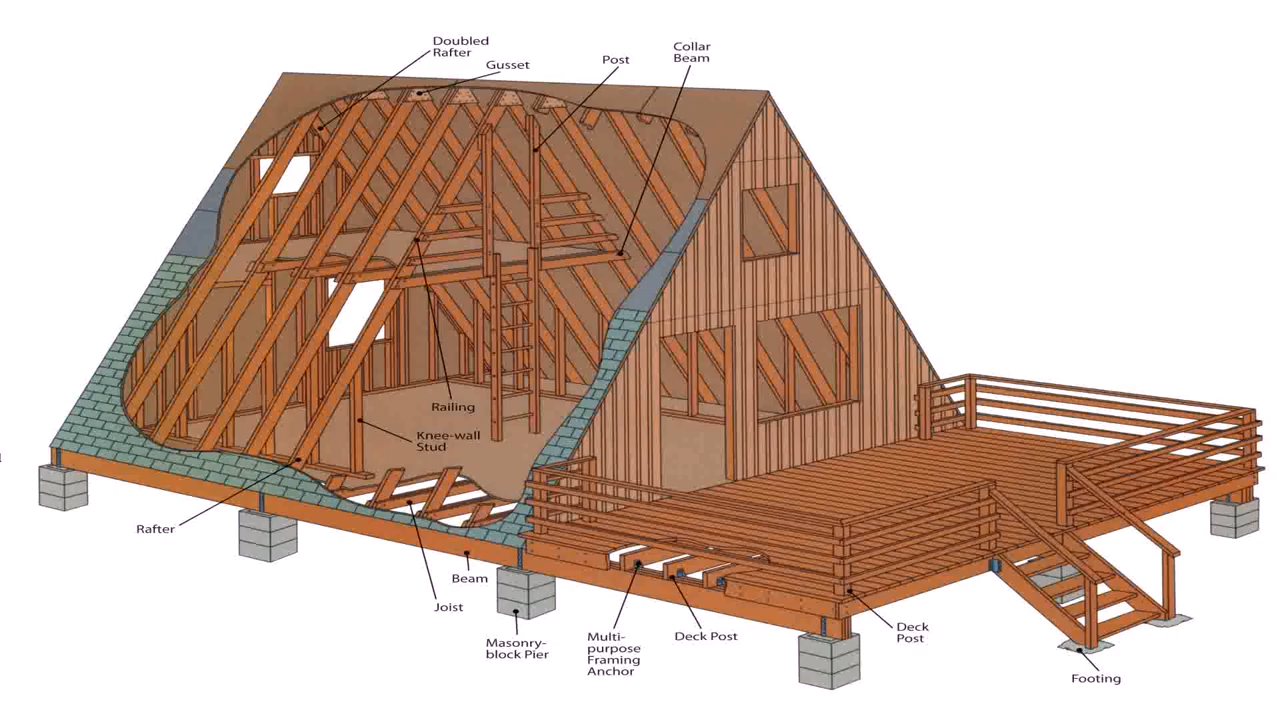 Doubled
Rafter
Gusset
Post
Collar
Beam
Railing
Knee-wall
Stud
Rafter
Beam
Joist
Masonry-
block Pier
Multi-
purpose
Framing
Anchor
Deck Post
Deck
Post
Footing